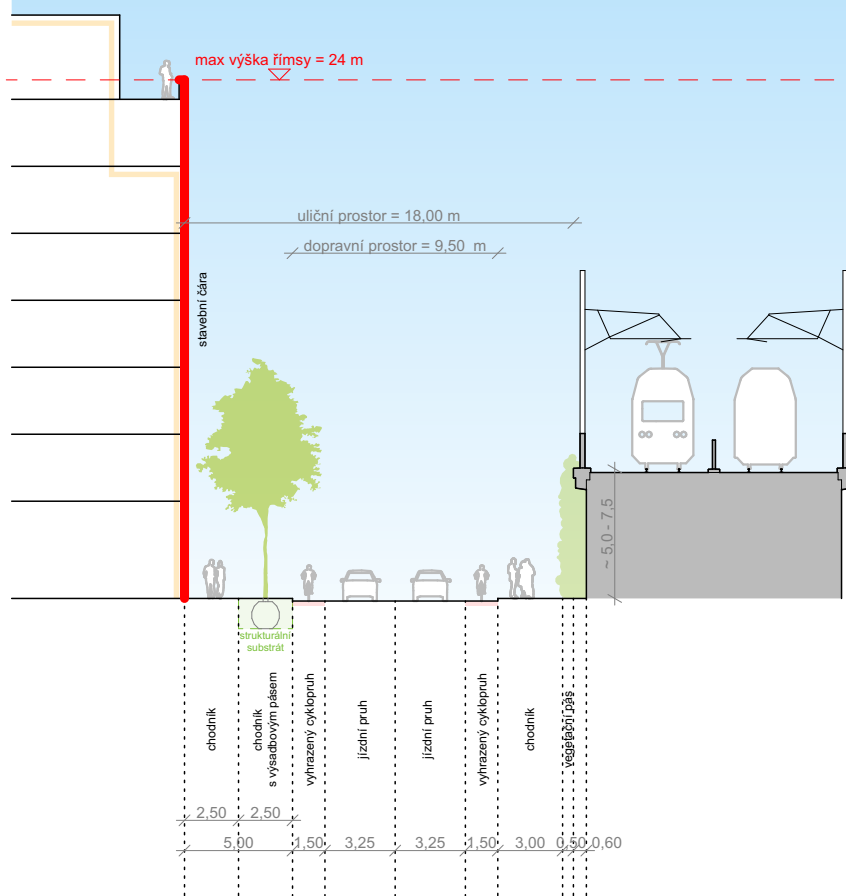 max výška římsy = 24 m
uliční prostor = 18,00 m
dopravní prostor = 9,50 m
stavební čára
~ 5,0 - 7,5
strukturální
substrát
chodník
chodník
s výsadbovým pásem
vyhrazený cyklopruh
jízdní pruh
jízdní pruh
vyhrazený cyklopruh
chodník
vegetační pás
2,50
2,50
5,00
1,50
3,25
3,25
1,50
3,00
0,50
0,60